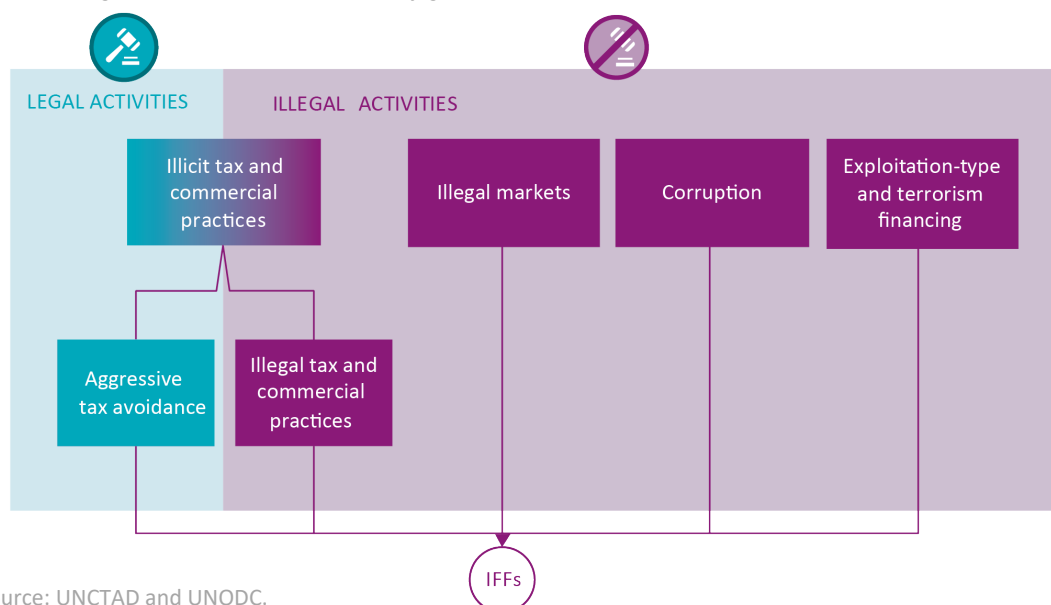 LEGAL ACTIVITIES
ILLEGAL ACTIVITIES
Illicit tax and
commercial
practices
Illegal markets
Corruption
Exploitation-type
and terrorism
financing
Aggressive
tax avoidance
Illegal tax and
commercial
practices
IFFs
urce: UNCTAD and UNODC.